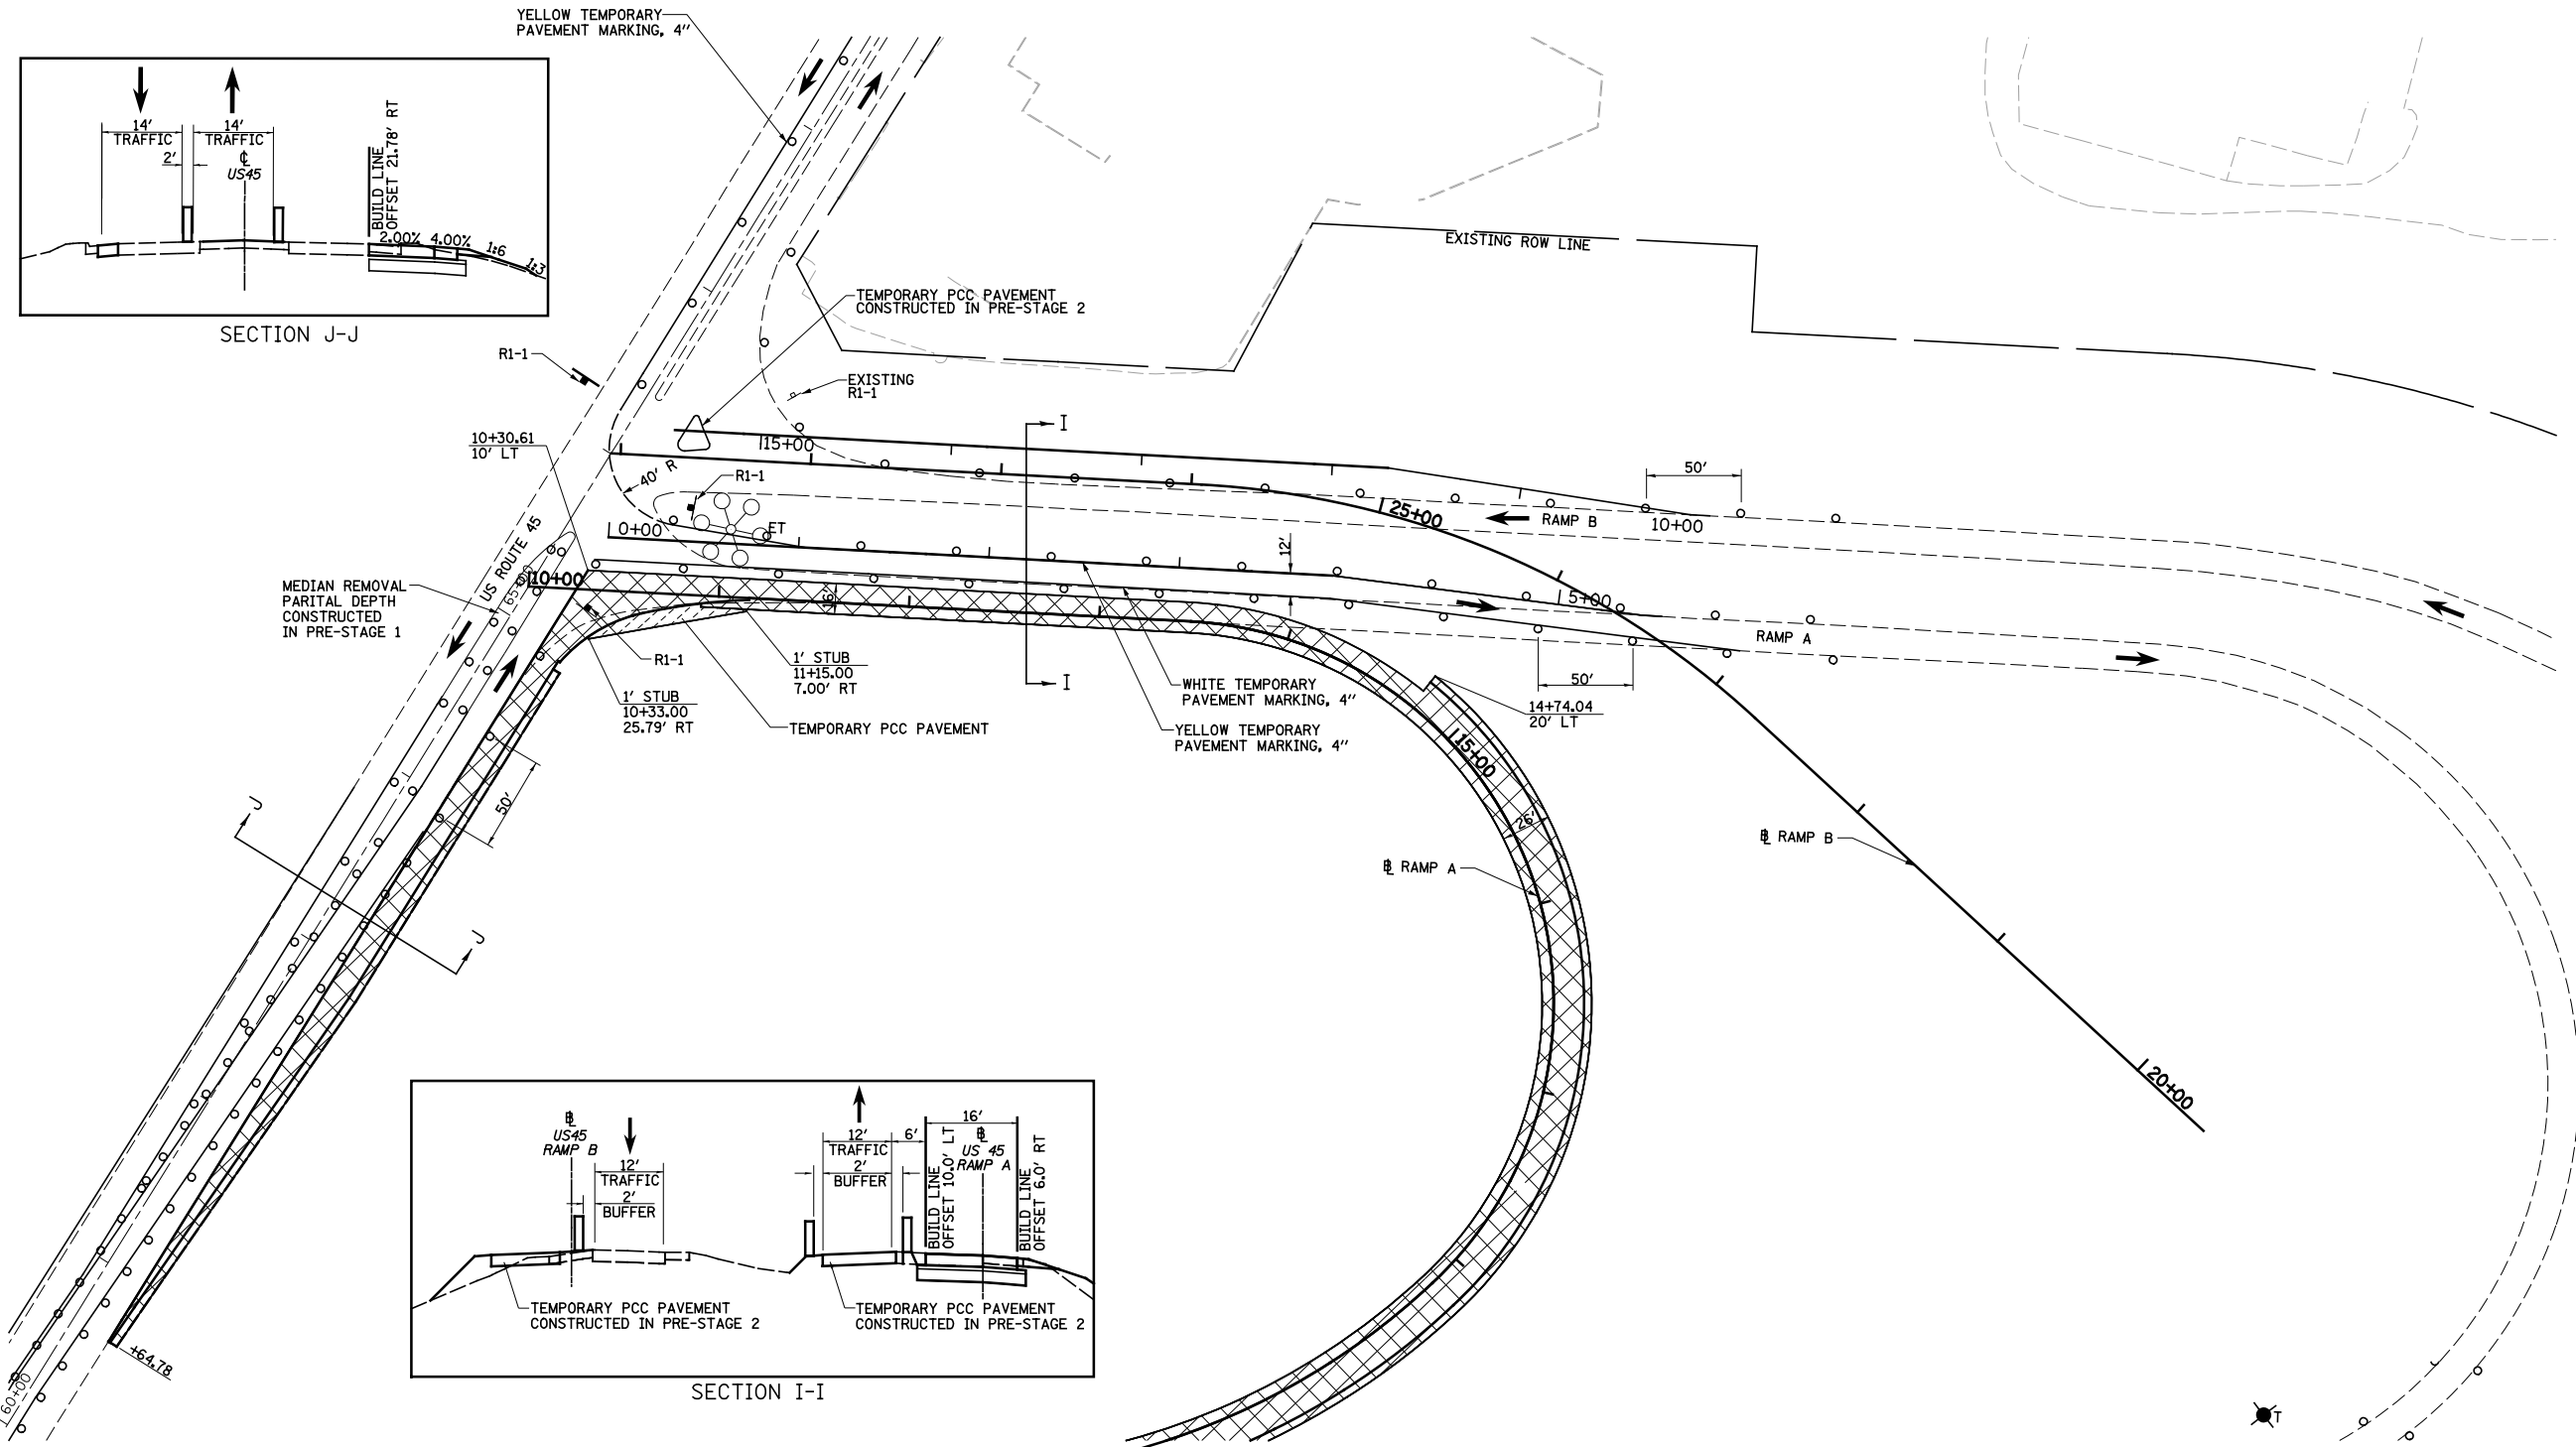 YELLOW TEMPORARY
PAVEMENT MARKING, 4"
14'
TRAFFIC
14'
TRAFFIC
2'
℄
US45
BUILD LINE
OFFSET 21.78' RT
2.00%
4.00%
1:6
1:3
SECTION J-J
EXISTING ROW LINE
TEMPORARY PCC PAVEMENT
CONSTRUCTED IN PRE-STAGE 2
R1-1
EXISTING
R1-1
10+30.61
10' LT
15+00
40' R
R1-1
ET
0+00
50'
25+00
RAMP B
10+00
US ROUTE 45
65+00
10+00
MEDIAN REMOVAL
PARITAL DEPTH
CONSTRUCTED
IN PRE-STAGE 1
16'
12'
5+00
RAMP A
I
I
R1-1
1' STUB
11+15.00
7.00' RT
1' STUB
10+33.00
25.79' RT
TEMPORARY PCC PAVEMENT
WHITE TEMPORARY
PAVEMENT MARKING, 4"
YELLOW TEMPORARY
PAVEMENT MARKING, 4"
50'
14+74.04
20' LT
15+00
50'
J
J
26'
BL RAMP A
BL RAMP B
20+00
+64.78
60+00
BL
US45
RAMP B
12'
TRAFFIC
2'
BUFFER
12'
TRAFFIC
2'
BUFFER
6'
16'
BL
US 45
RAMP A
BUILD LINE
OFFSET 10.0' LT
BUILD LINE
OFFSET 6.0' RT
TEMPORARY PCC PAVEMENT
CONSTRUCTED IN PRE-STAGE 2
TEMPORARY PCC PAVEMENT
CONSTRUCTED IN PRE-STAGE 2
SECTION I-I
T